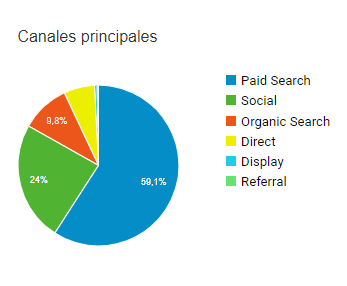 Canales principales
Paid Search
Social
Organic Search
Direct
Display
Referral
9,8%
24%
59,1%